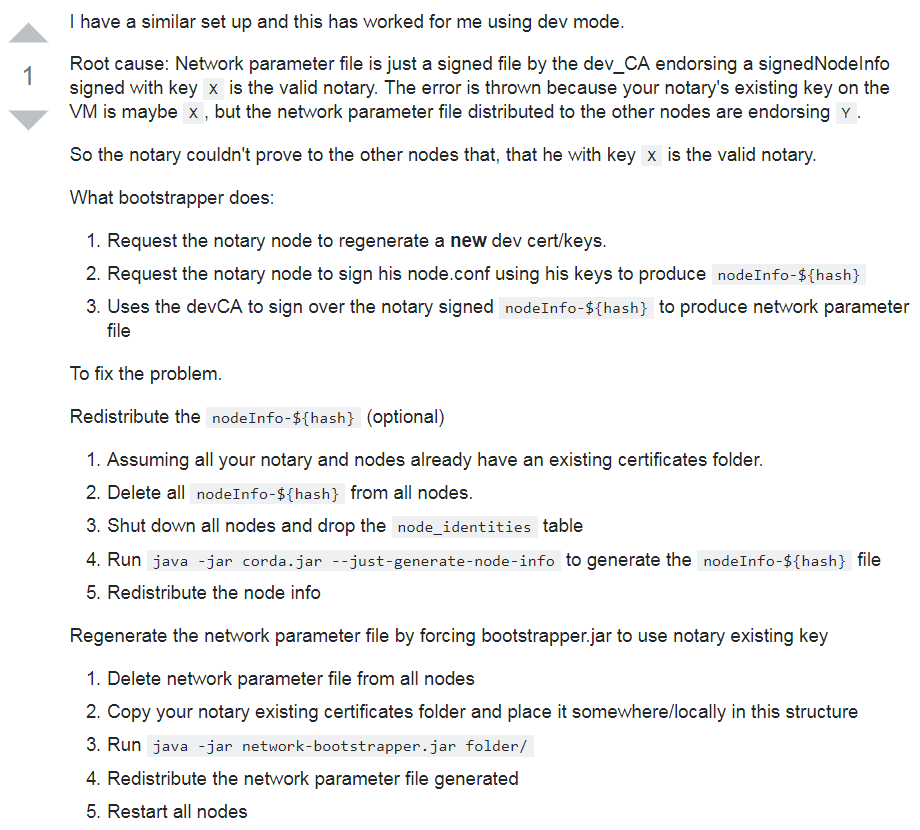 I have a similar set up and this has worked for me using dev mode.
1
Root cause: Network parameter file is just a signed file by the dev_CA endorsing a signedNodeInfo
signed with key X is the valid notary. The error is thrown because your notary's existing key on the
VM is maybe X , but the network parameter file distributed to the other nodes are endorsing Y .
So the notary couldn't prove to the other nodes that, that he with key X is the valid notary.
What bootstrapper does:
1. Request the notary node to regenerate a new dev cert/keys.
2. Request the notary node to sign his node.conf using his keys to produce nodeInfo-${hash}
3. Uses the devCA to sign over the notary signed nodeInfo-${hash} to produce network parameter
file
To fix the problem.
Redistribute the nodeInfo-${hash} (optional)
1. Assuming all your notary and nodes already have an existing certificates folder.
2. Delete all nodeInfo-${hash} from all nodes.
3. Shut down all nodes and drop the node_identities table
4. Run java -jar corda.jar --just-generate-node-info to generate the nodeInfo-${hash} file
5. Redistribute the node info
Regenerate the network parameter file by forcing bootstrapper.jar to use notary existing key
1. Delete network parameter file from all nodes
2. Copy your notary existing certificates folder and place it somewhere/locally in this structure
3. Run java -jar network-bootstrapper.jar folder/
4. Redistribute the network parameter file generated
5. Restart all nodes